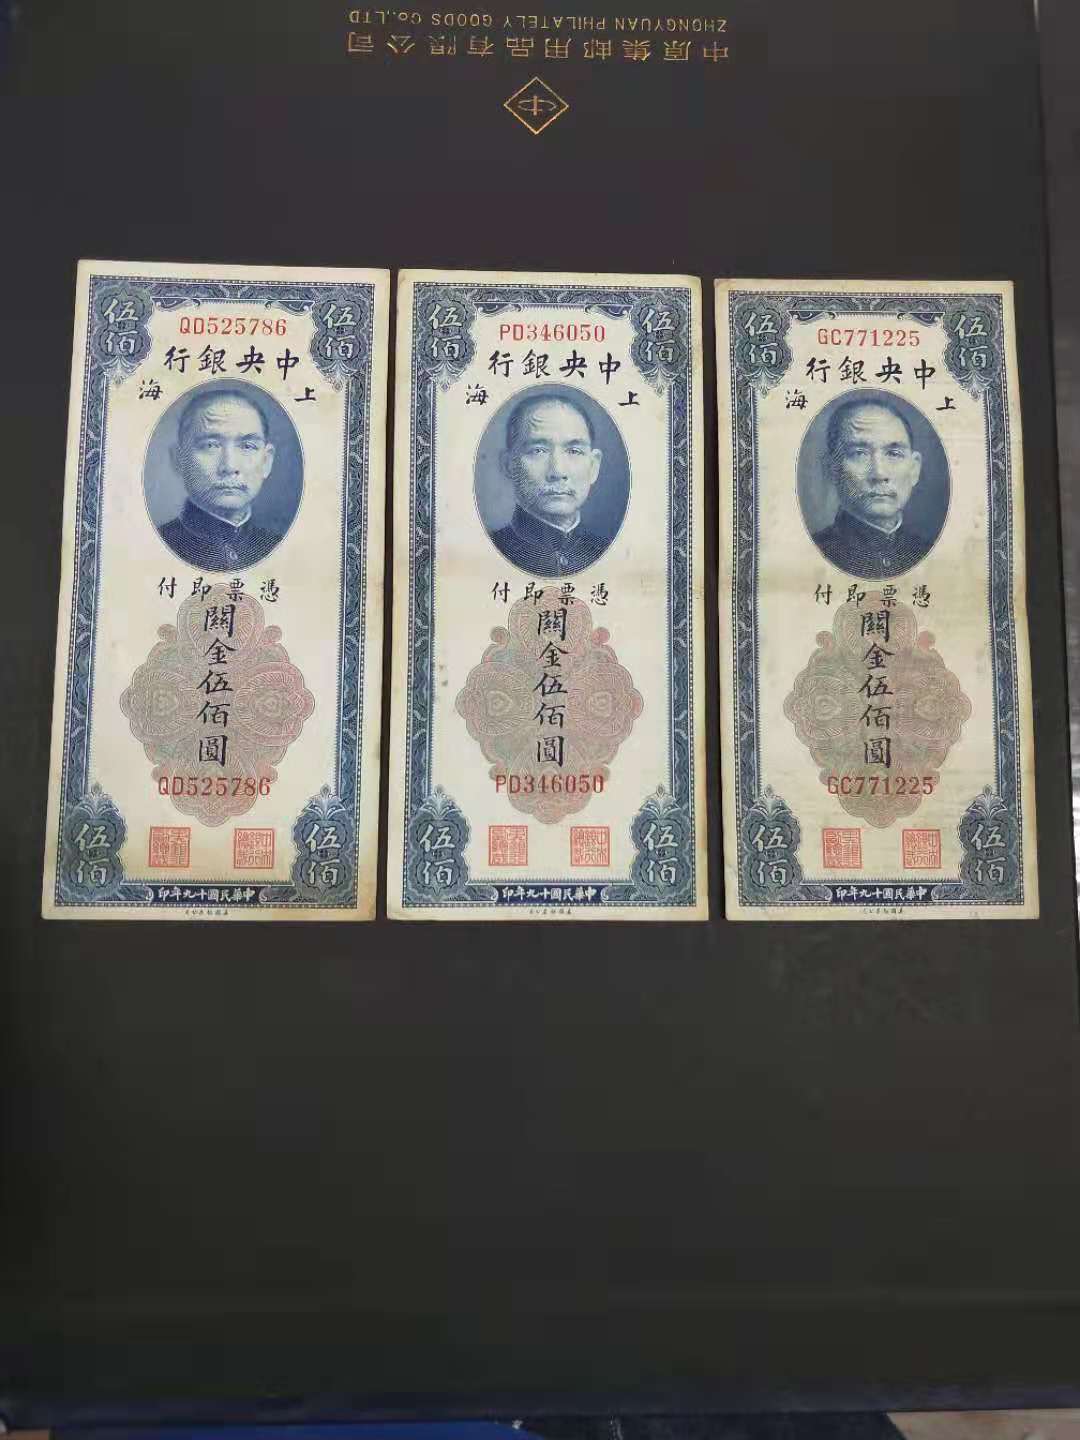 ZHONGYUAN PHILATELY GOODS CO.,LTD
中原集邮用品有限公司
伍佰 伍佰
QD525786
中央銀行
上海
憑票即付
關金伍佰圓
QD525786
伍佰 伍佰
中華民國十九年印
伍佰 伍佰
PD346050
中央銀行
上海
憑票即付
關金伍佰圓
PD346050
伍佰 伍佰
中華民國十九年印
伍佰 伍佰
GC771225
中央銀行
上海
憑票即付
關金伍佰圓
GC771225
伍佰 伍佰
中華民國十九年印